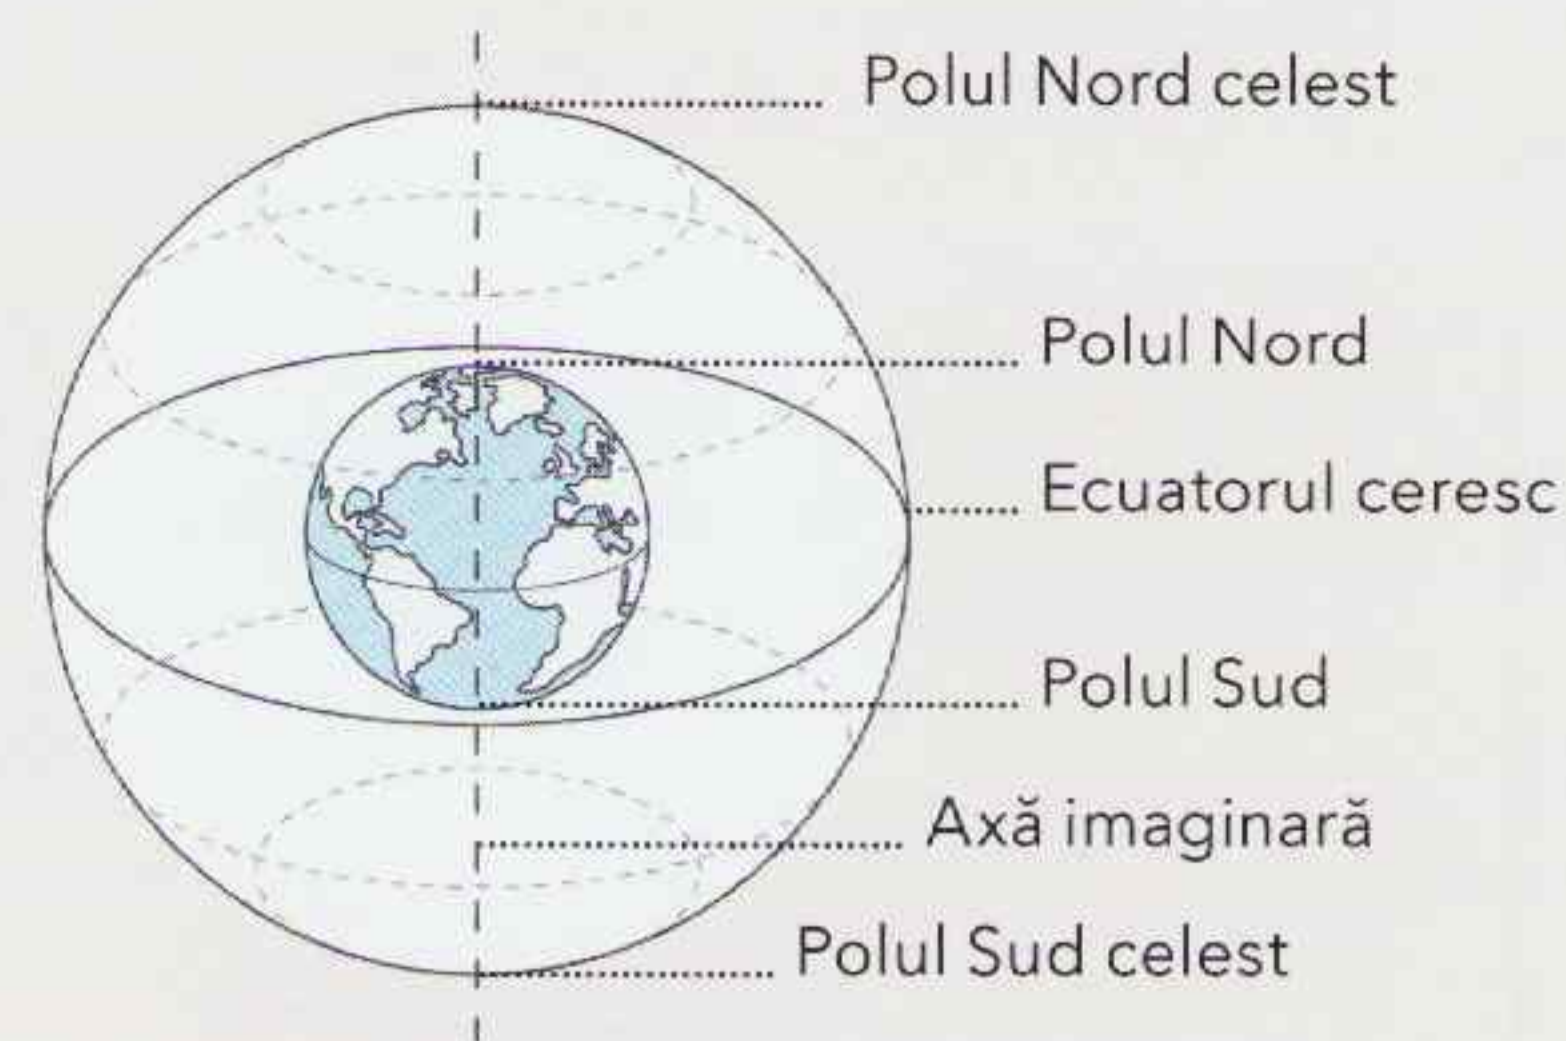 Polul Nord celest
Polul Nord
Ecuatorul ceresc
Polul Sud
Axă imaginară
Polul Sud celest